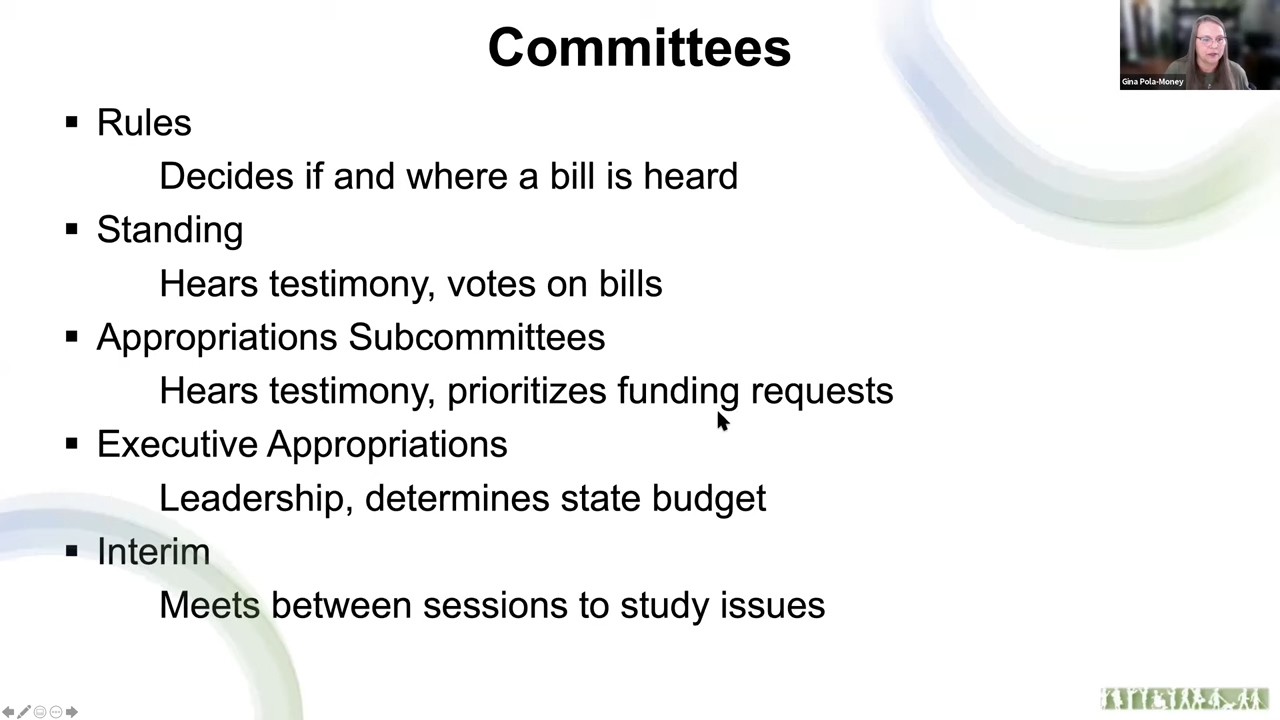 Committees
Gina Pola-Money
▪ Rules
Decides if and where a bill is heard
▪ Standing
Hears testimony, votes on bills
▪ Appropriations Subcommittees
Hears testimony, prioritizes funding requests
▪ Executive Appropriations
Leadership, determines state budget
▪ Interim
Meets between sessions to study issues